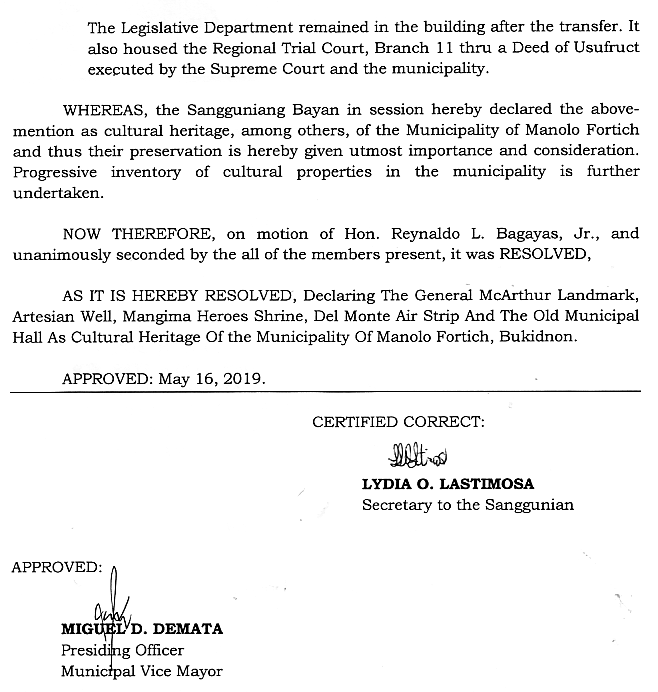 The Legislative Department remained in the building after the transfer. It
also housed the Regional Trial Court, Branch 11 thru a Deed of Usufruct
executed by the Supreme Court and the municipality.
WHEREAS, the Sangguniang Bayan in session hereby declared the above-
mention as cultural heritage, among others, of the Municipality of Manolo Fortich
and thus their preservation is hereby given utmost importance and consideration.
Progressive inventory of cultural properties in the municipality is further
undertaken.
NOW THEREFORE, on motion of Hon. Reynaldo L. Bagayas, Jr., and
unanimously seconded by the all of the members present, it was RESOLVED,
AS IT IS HEREBY RESOLVED, Declaring The General McArthur Landmark,
Artesian Well, Mangima Heroes Shrine, Del Monte Air Strip And The Old Municipal
Hall As Cultural Heritage Of the Municipality Of Manolo Fortich, Bukidnon.
APPROVED: May 16, 2019.
CERTIFIED CORRECT:
LYDIA O. LASTIMOSA
Secretary to the Sanggunian
APPROVED:
MIGUEL D. DEMATA
Presiding Officer
Municipal Vice Mayor